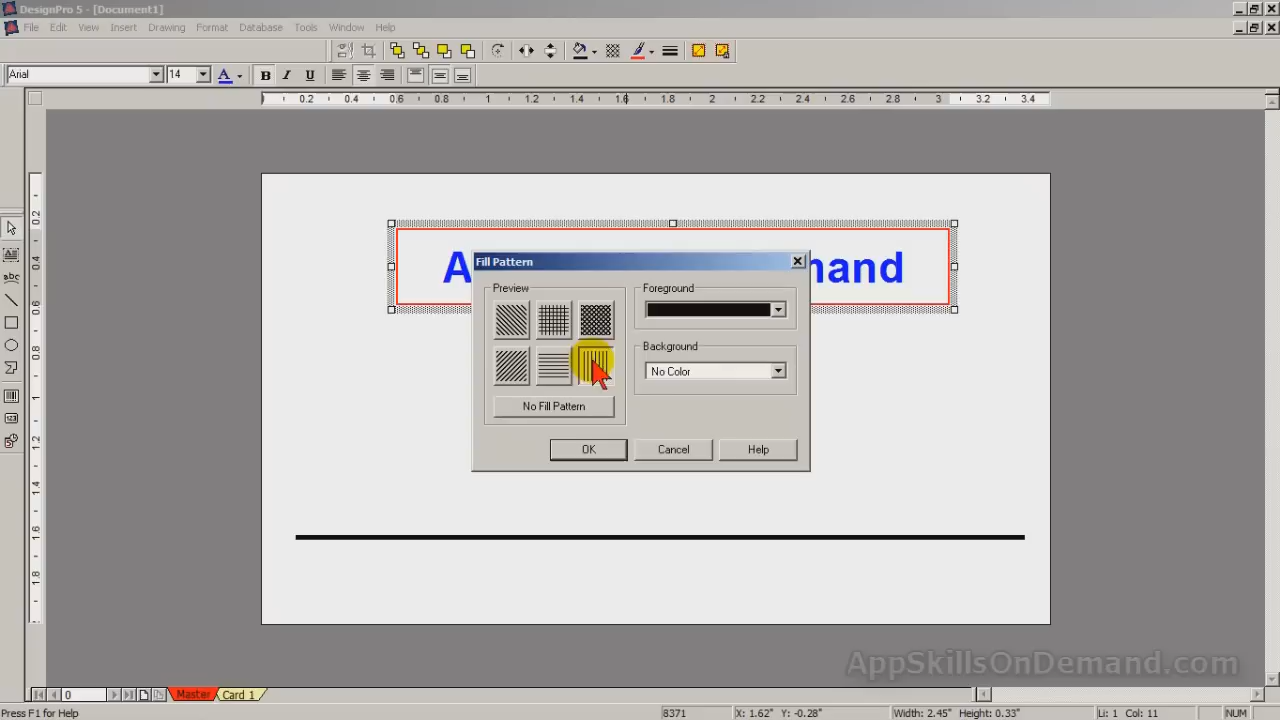 DesignPro 5 - [Document1]
File Edit View Insert Drawing Format Database Tools Window Help
Arial 14 A B I U
0.2 0.4 0.6 0.8 1 1.2 1.4 1.6 1.8 2 2.2 2.4 2.6 2.8 3 3.2 3.4
0.2 0.4 0.6 0.8 1 1.2 1.4 1.6 1.8
A mand
Fill Pattern
Preview Foreground
Background
No Color
No Fill Pattern
OK Cancel Help
abc
A
123
AppSkillsOnDemand.com
0 Master Card 1
Press F1 for Help 8371 X: 1.62" Y: -0.28" Width: 2.45" Height: 0.33" Li: 1 Col: 11 NUM